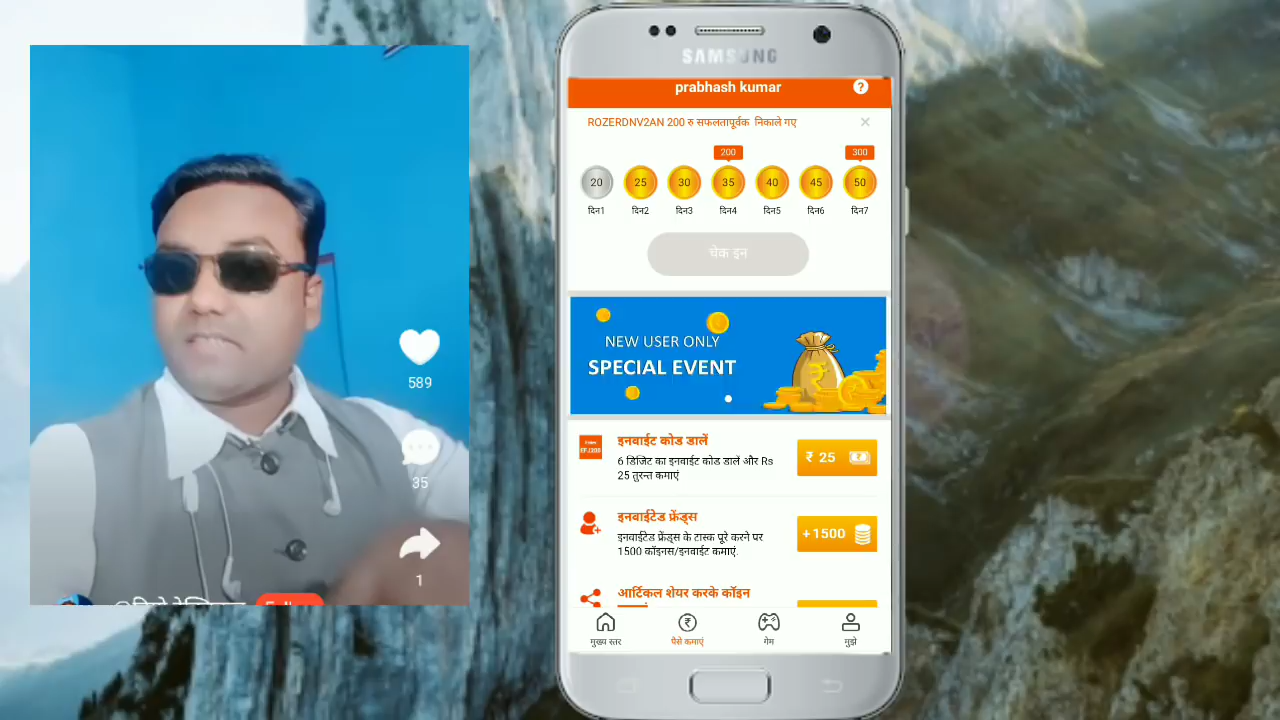 589
35
1
SAMSUNG
prabhash kumar
?
ROZERDNV2AN 200 रु सफलतापूर्वक निकाले गए
200
300
20 25 30 35 40 45 50
दिन1 दिन2 दिन3 दिन4 दिन5 दिन6 दिन7
चेक इन
NEW USER ONLY
SPECIAL EVENT
इनवाईट कोड डालें
6 डिजिट का इनवाईट कोड डालें और Rs
25 तुरन्त कमाएं
₹ 25
इनवाईटेड फ्रेंड्स
इनवाईटेड फ्रेंड्स के टास्क पूरे करने पर
1500 कॉइनस/इनवाईट कमाएं.
+1500
आर्टिकल शेयर करके कॉइन
मुख्य स्तर
पैसे कमाएं
गेम
मुझे